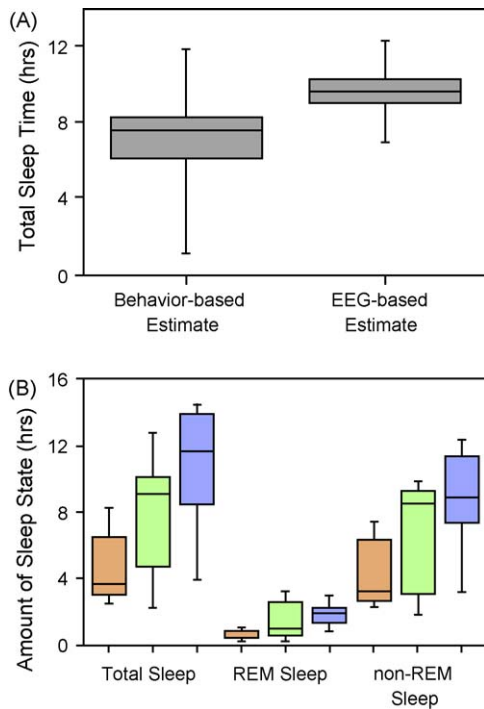 (A)
Total Sleep Time (hrs)
12
8
4
0
Behavior-based
Estimate
EEG-based
Estimate
(B)
Amount of Sleep State (hrs)
16
12
8
4
0
Total Sleep
REM Sleep
non-REM
Sleep